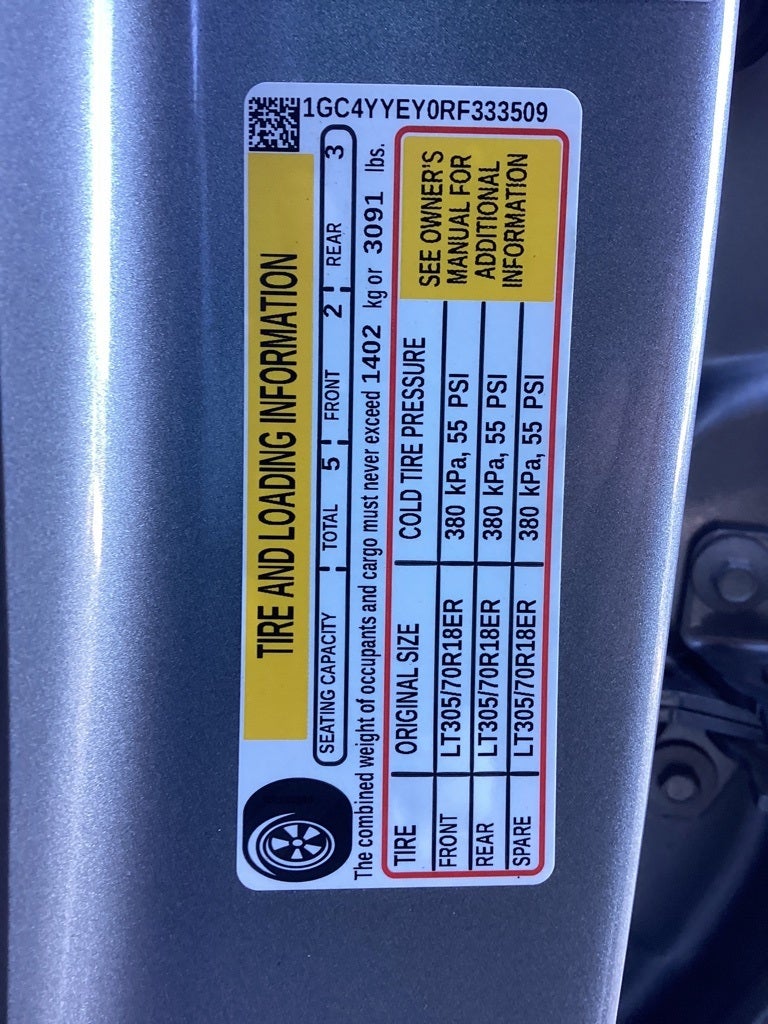 1GC4YYEY0RF333509
TIRE AND LOADING INFORMATION
SEATING CAPACITY TOTAL 5 FRONT 2 REAR 3
The combined weight of occupants and cargo must never exceed 1402 kg or 3091 lbs.
TIRE ORIGINAL SIZE COLD TIRE PRESSURE
FRONT LT305/70R18ER 380 kPa, 55 PSI
REAR LT305/70R18ER 380 kPa, 55 PSI
SPARE LT305/70R18ER 380 kPa, 55 PSI
SEE OWNER'S
MANUAL FOR
ADDITIONAL
INFORMATION